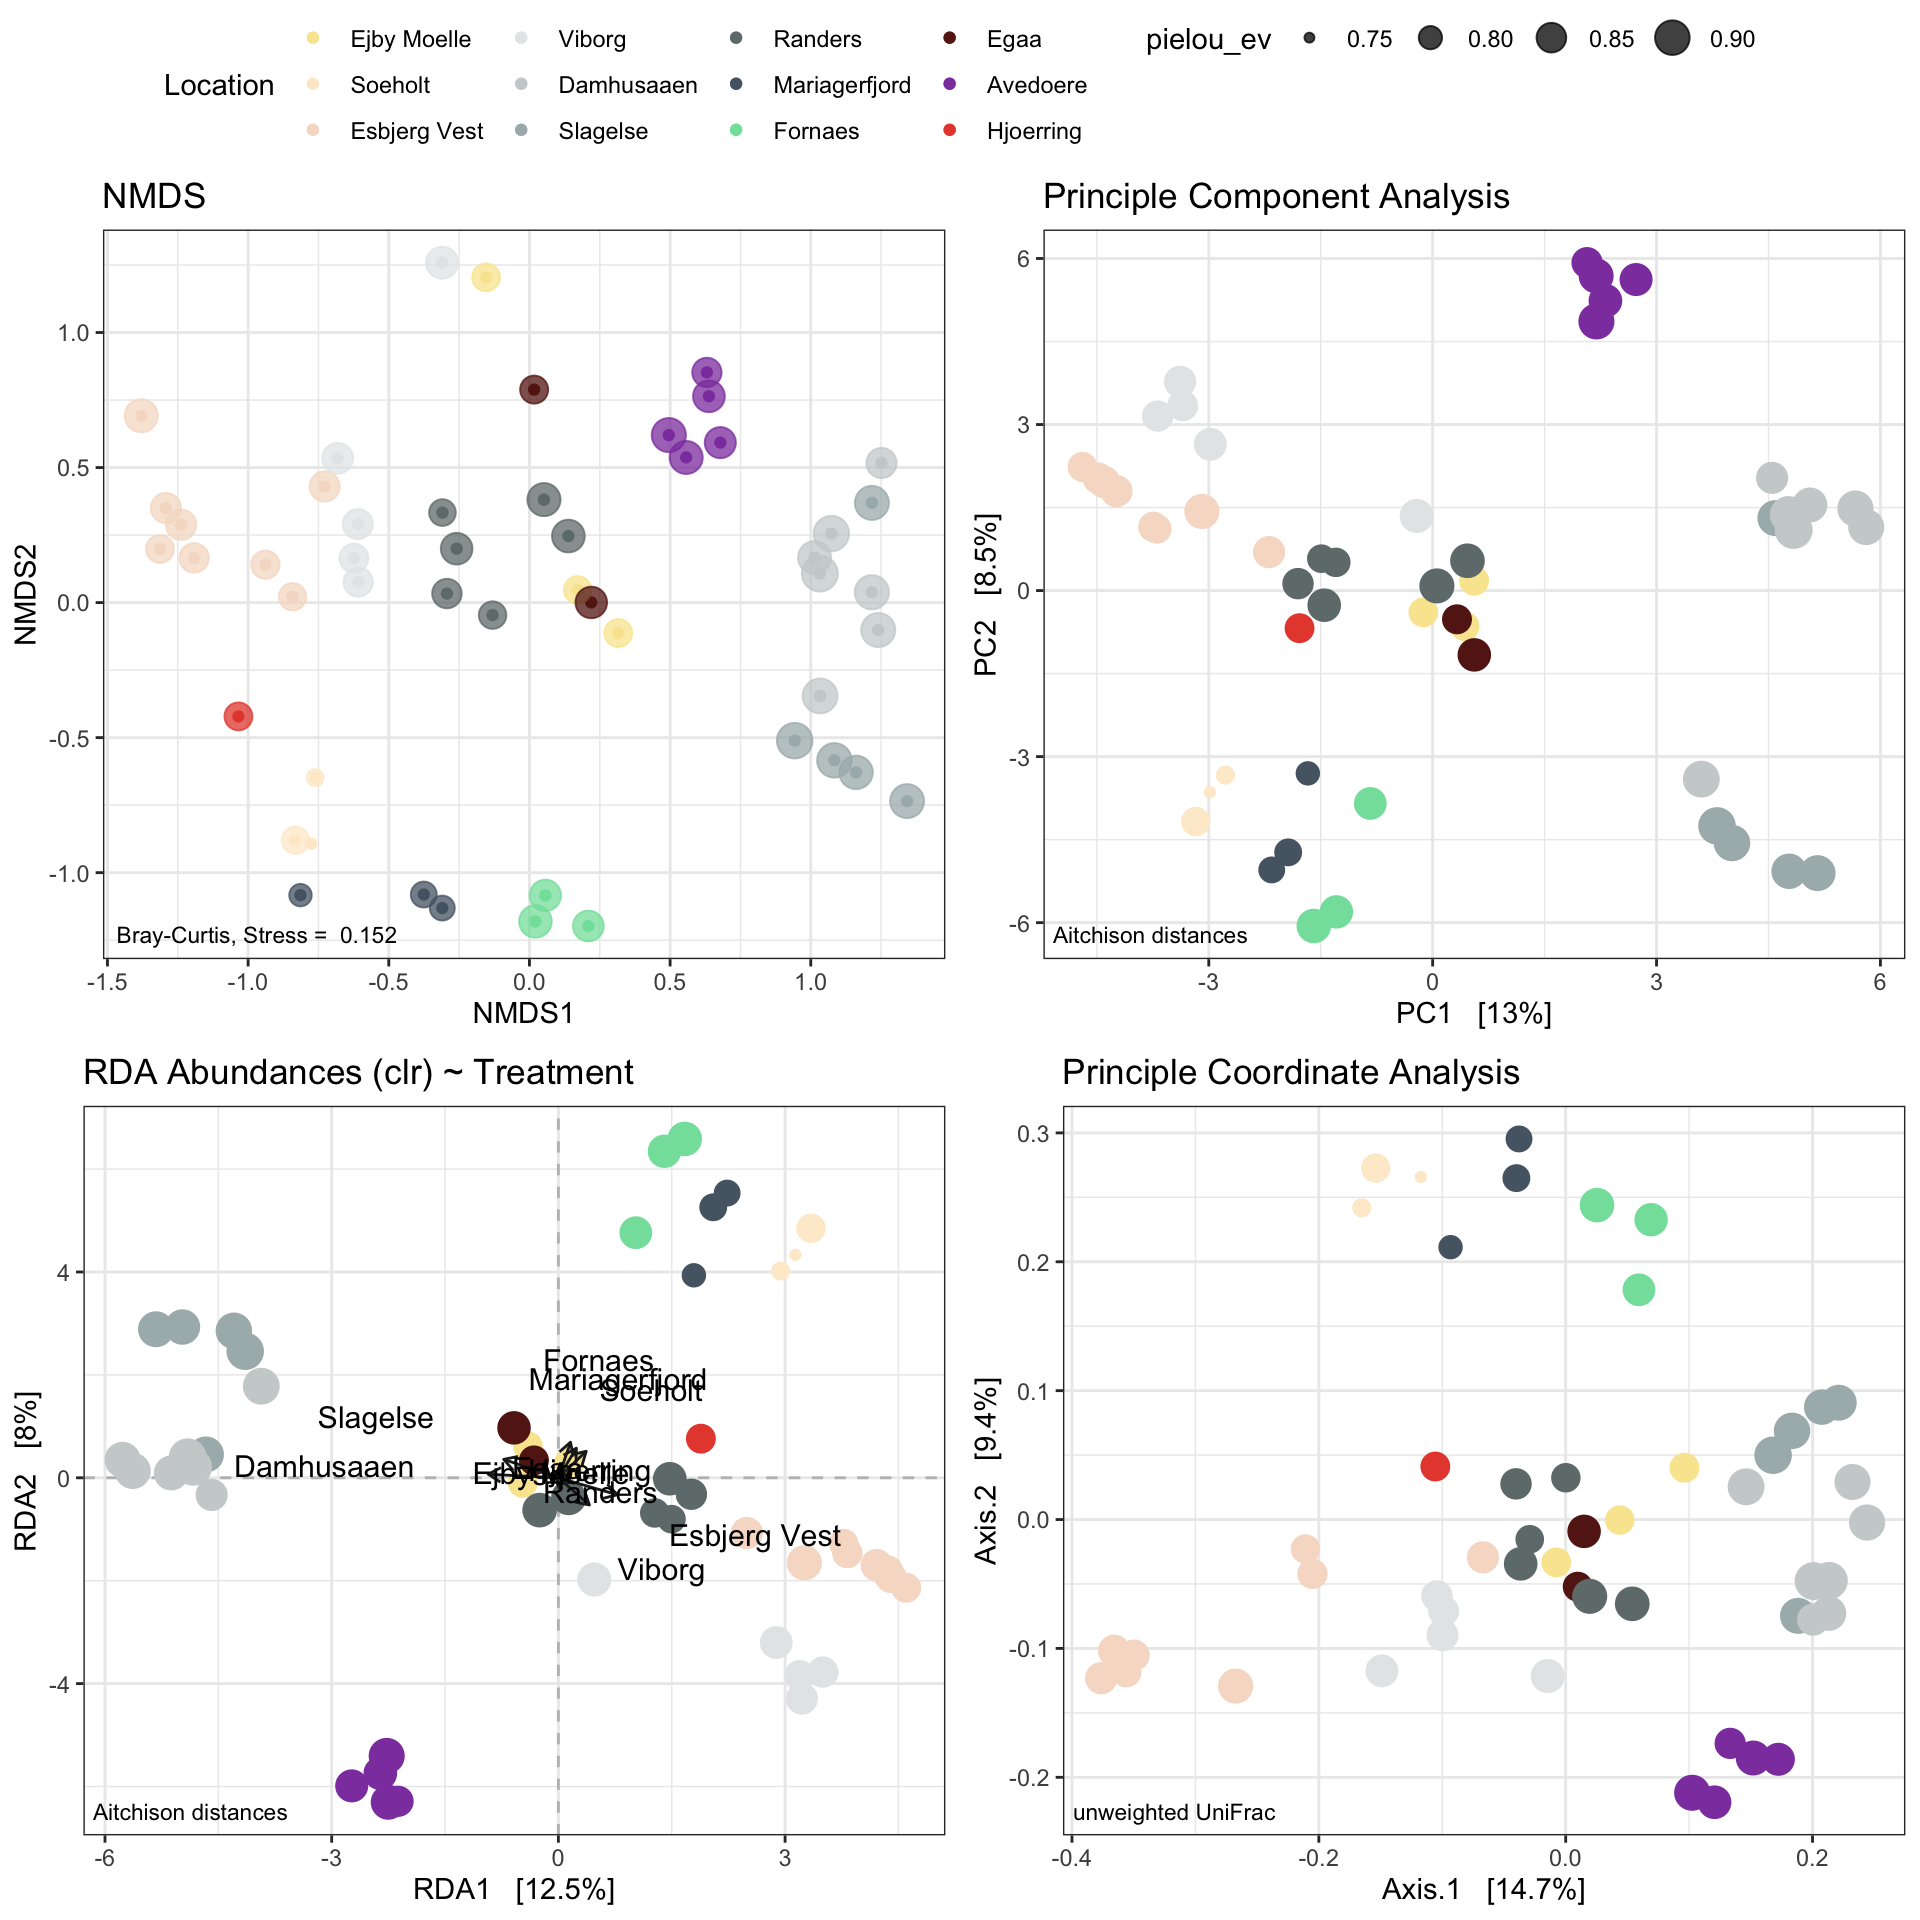 Location
Ejby Moelle
Soeholt
Esbjerg Vest
Viborg
Damhusaaen
Slagelse
Randers
Mariagerfjord
Fornaes
Egaa
Avedoere
Hjoerring
pielou_ev 0.75 0.80 0.85 0.90
NMDS
NMDS2
1.0
0.5
0.0
-0.5
-1.0
Bray-Curtis, Stress = 0.152
-1.5 -1.0 -0.5 0.0 0.5 1.0
NMDS1
Principle Component Analysis
PC2 [8.5%]
6
3
0
-3
-6
Aitchison distances
-3 0 3 6
PC1 [13%]
RDA Abundances (clr) ~ Treatment
RDA2 [8%]
4
0
-4
Fornaes
Mariagerfjord
Soeholt
Slagelse
Damhusaaen
Ejby Moelle
Hjoerring
Randers
Esbjerg Vest
Viborg
Aitchison distances
-6 -3 0 3
RDA1 [12.5%]
Principle Coordinate Analysis
Axis.2 [9.4%]
0.3
0.2
0.1
0.0
-0.1
-0.2
unweighted UniFrac
-0.4 -0.2 0.0 0.2
Axis.1 [14.7%]